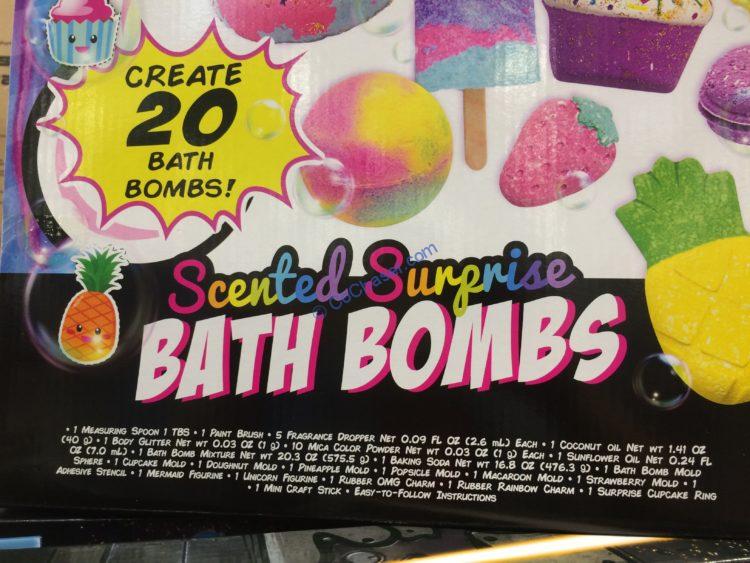 CREATE
20
BATH
BOMBS!
Scented Surprise
© CoChaser.com
BATH BOMBS
• 1 Measuring Spoon 1 TBS • 1 Paint Brush • 5 Fragrance Dropper Net 0.09 FL OZ (2.6 mL) Each • 1 Coconut oil Net Wt 1.41 OZ
(40 g) • 1 Body Glitter Net wt 0.03 OZ (1 g) • 10 Mica Color Powder Net wt 0.03 OZ (1 g) Each • 1 Sunflower Oil Net 0.24 FL
OZ (7.0 mL) • 1 Bath Bomb Mixture Net wt 20.3 OZ (575.5 g) • 1 Baking Soda Net wt 16.8 OZ (476.3 g) • 1 Bath Bomb Mold
Sphere • 1 Cupcake Mold • 1 Doughnut Mold • 1 Pineapple Mold • 1 Popsicle Mold • 1 Macaroon Mold • 1 Strawberry Mold • 1
Adhesive Stencil • 1 Mermaid Figurine • 1 Unicorn Figurine • 1 Rubber OMG Charm • 1 Rubber Rainbow Charm • 1 Surprise Cupcake Ring
• 1 Mini Craft Stick • Easy-to-Follow Instructions